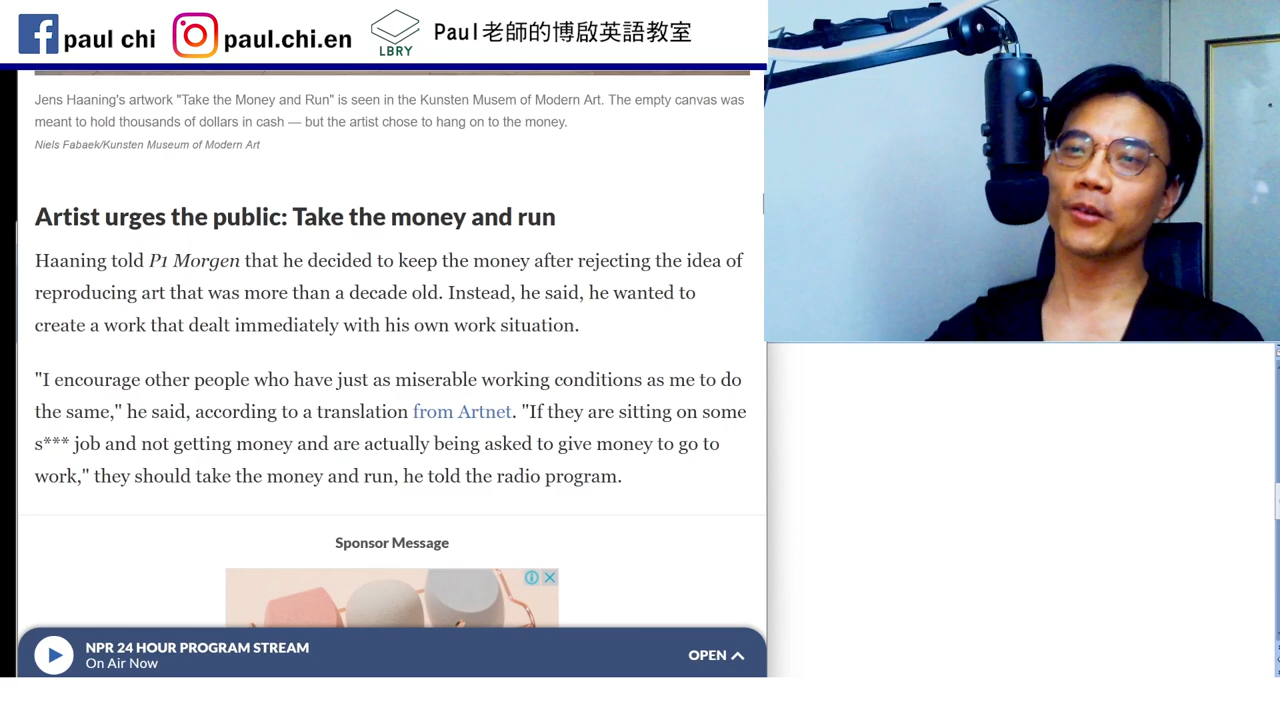 paul chi
paul.chi.en
LBRY
Paul老師的博啟英語教室
Jens Haaning's artwork "Take the Money and Run" is seen in the Kunsten Musem of Modern Art. The empty canvas was
meant to hold thousands of dollars in cash — but the artist chose to hang on to the money.
Niels Fabaek/Kunsten Museum of Modern Art
Artist urges the public: Take the money and run
Haaning told P1 Morgen that he decided to keep the money after rejecting the idea of
reproducing art that was more than a decade old. Instead, he said, he wanted to
create a work that dealt immediately with his own work situation.
"I encourage other people who have just as miserable working conditions as me to do
the same," he said, according to a translation from Artnet. "If they are sitting on some
s*** job and not getting money and are actually being asked to give money to go to
work," they should take the money and run, he told the radio program.
Sponsor Message
NPR 24 HOUR PROGRAM STREAM
On Air Now
OPEN